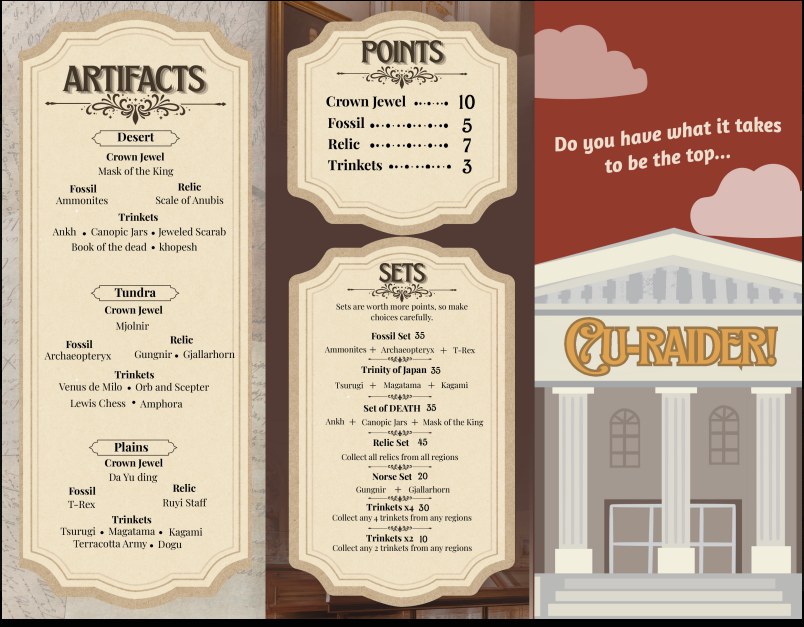 ARTIFACTS
Desert
Crown Jewel
Mask of the King
Fossil Relic
Ammonites Scale of Anubis
Trinkets
Ankh • Canopic Jars • Jeweled Scarab
Book of the dead • khopesh
Tundra
Crown Jewel
Mjolnir
Fossil Relic
Archaeopteryx Gungnir • Gjallarhorn
Trinkets
Venus de Milo • Orb and Scepter
Lewis Chess • Amphora
Plains
Crown Jewel
Da Yu ding
Fossil Relic
T-Rex Ruyi Staff
Trinkets
Tsurugi • Magatama • Kagami
Terracotta Army • Dogu
POINTS
Crown Jewel 10
Fossil 5
Relic 7
Trinkets 3
SETS
Sets are worth more points, so make
choices carefully.
Fossil Set 35
Ammonites + Archaeopteryx + T-Rex
Trinity of Japan 35
Tsurugi + Magatama + Kagami
Set of DEATH 35
Ankh + Canopic Jars + Mask of the King
Relic Set 45
Collect all relics from all regions
Norse Set 20
Gungnir + Gjallarhorn
Trinkets x4 30
Collect any 4 trinkets from any regions
Trinkets x2 10
Collect any 2 trinkets from any regions
Do you have what it takes
to be the top...
CU-RAIDER!